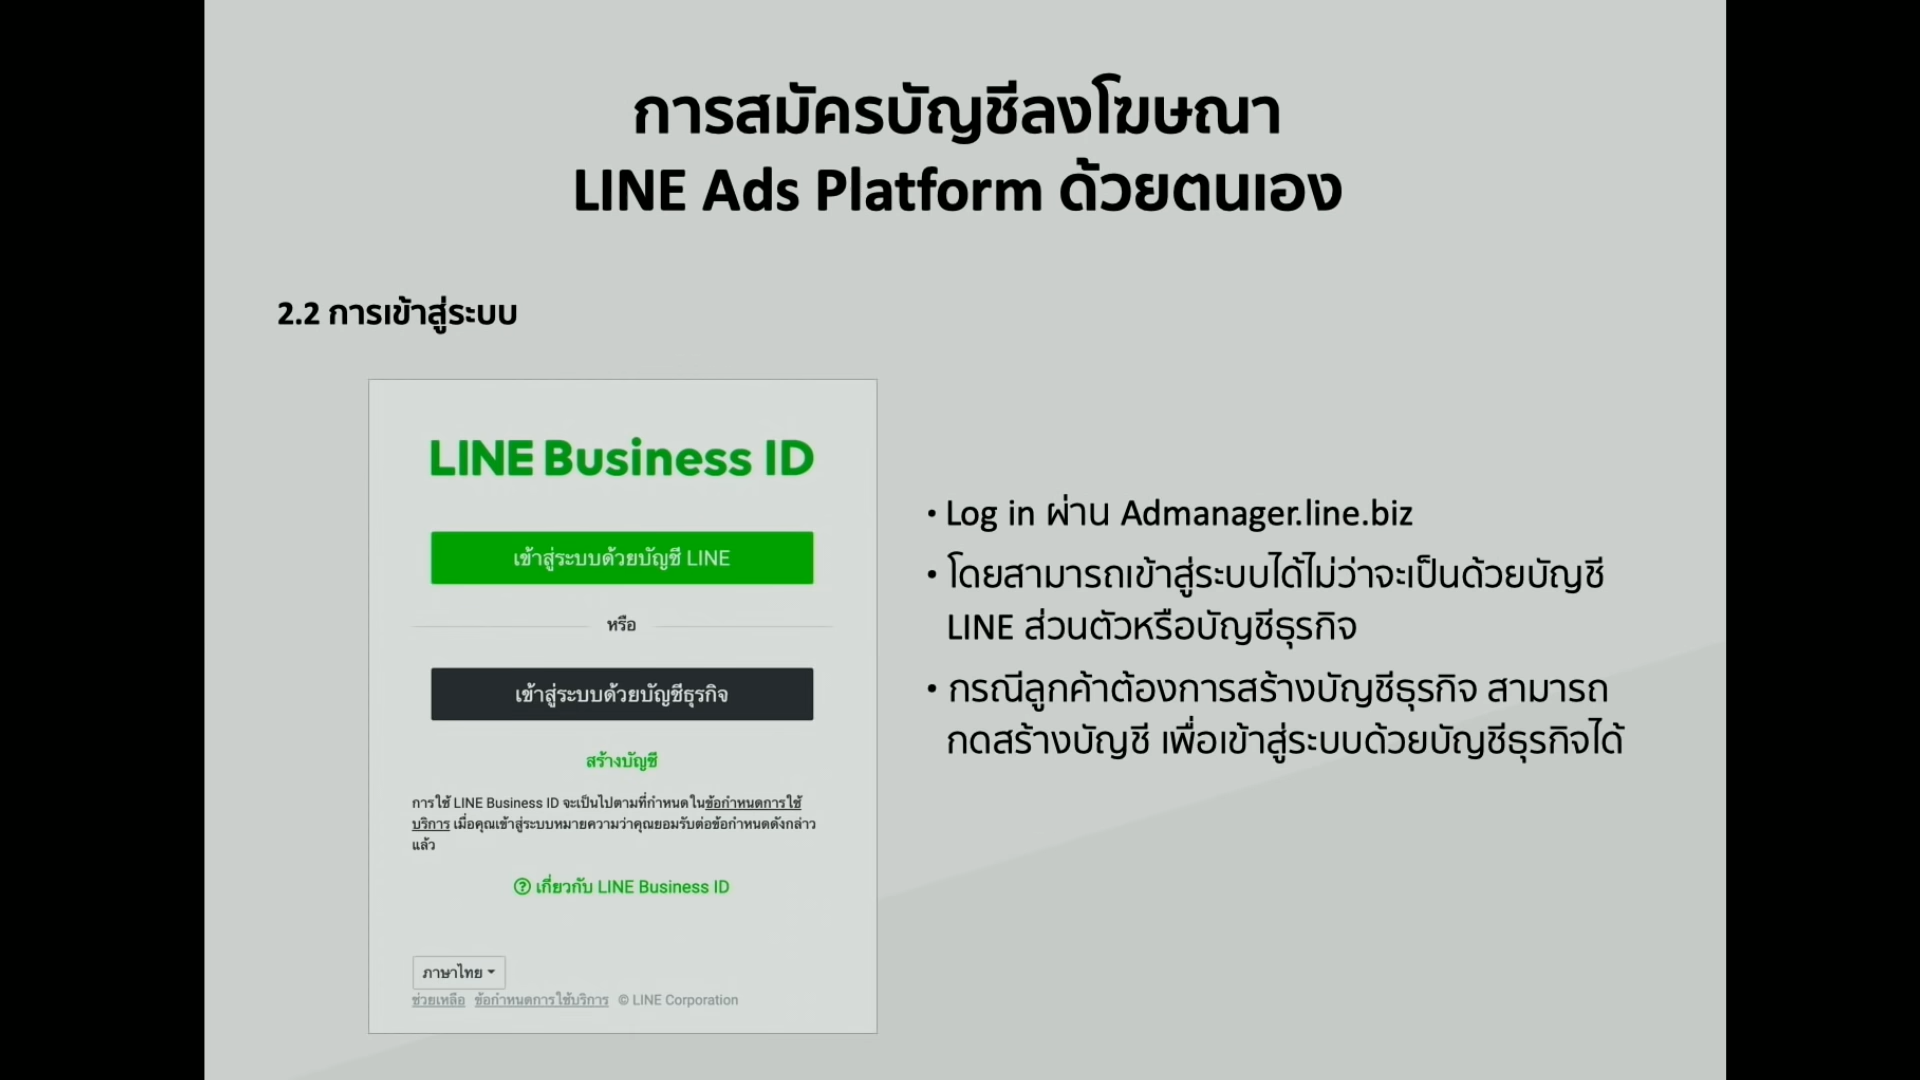 การสมัครบัญชีลงโฆษณา
LINE Ads Platform ด้วยตนเอง
2.2 การเข้าสู่ระบบ
LINE Business ID
เข้าสู่ระบบด้วยบัญชี LINE
หรือ
เข้าสู่ระบบด้วยบัญชีธุรกิจ
สร้างบัญชี
การใช้ LINE Business ID จะเป็นไปตามที่กำหนดในข้อกำหนดการใช้
บริการ เมื่อคุณเข้าสู่ระบบหมายความว่าคุณยอมรับต่อข้อกำหนดดังกล่าว
แล้ว
? เกี่ยวกับ LINE Business ID
ภาษาไทย
ช่วยเหลือ ข้อกำหนดการใช้บริการ © LINE Corporation
• Log in ผ่าน Admanager.line.biz
• โดยสามารถเข้าสู่ระบบได้ไม่ว่าจะเป็นด้วยบัญชี
LINE ส่วนตัวหรือบัญชีธุรกิจ
• กรณีลูกค้าต้องการสร้างบัญชีธุรกิจ สามารถ
กดสร้างบัญชี เพื่อเข้าสู่ระบบด้วยบัญชีธุรกิจได้